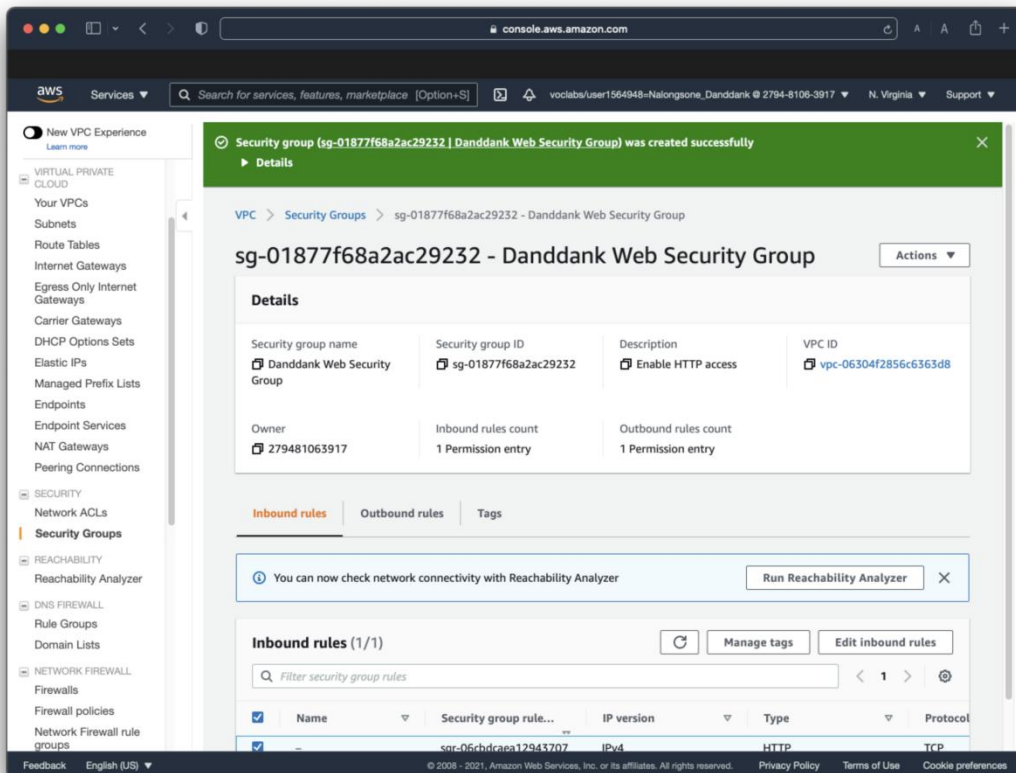 console.aws.amazon.com
A A
aws Services Search for services, features, marketplace [Option+S] voclabs/user1564948=Nalongsone_Danddank @ 2794-8106-3917 N. Virginia Support
New VPC Experience
Learn more
VIRTUAL PRIVATE
CLOUD
Your VPCs
Subnets
Route Tables
Internet Gateways
Egress Only Internet
Gateways
Carrier Gateways
DHCP Options Sets
Elastic IPs
Managed Prefix Lists
Endpoints
Endpoint Services
NAT Gateways
Peering Connections
SECURITY
Network ACLs
Security Groups
REACHABILITY
Reachability Analyzer
DNS FIREWALL
Rule Groups
Domain Lists
NETWORK FIREWALL
Firewalls
Firewall policies
Network Firewall rule
groups
Security group (sg-01877f68a2ac29232 | Danddank Web Security Group) was created successfully
Details
VPC > Security Groups > sg-01877f68a2ac29232 - Danddank Web Security Group
sg-01877f68a2ac29232 - Danddank Web Security Group
Actions
Details
Security group name
Danddank Web Security
Group
Security group ID
sg-01877f68a2ac29232
Description
Enable HTTP access
VPC ID
vpc-06304f2856c6363d8
Owner
279481063917
Inbound rules count
1 Permission entry
Outbound rules count
1 Permission entry
Inbound rules Outbound rules Tags
You can now check network connectivity with Reachability Analyzer
Run Reachability Analyzer
Inbound rules (1/1)
Manage tags
Edit inbound rules
Filter security group rules
1
Name Security group rule... IP version Type Protocol
– sgr-06cbdcaea12943707 IPv4 HTTP TCP
Feedback English (US) © 2008 - 2021, Amazon Web Services, Inc. or its affiliates. All rights reserved. Privacy Policy Terms of Use Cookie preferences